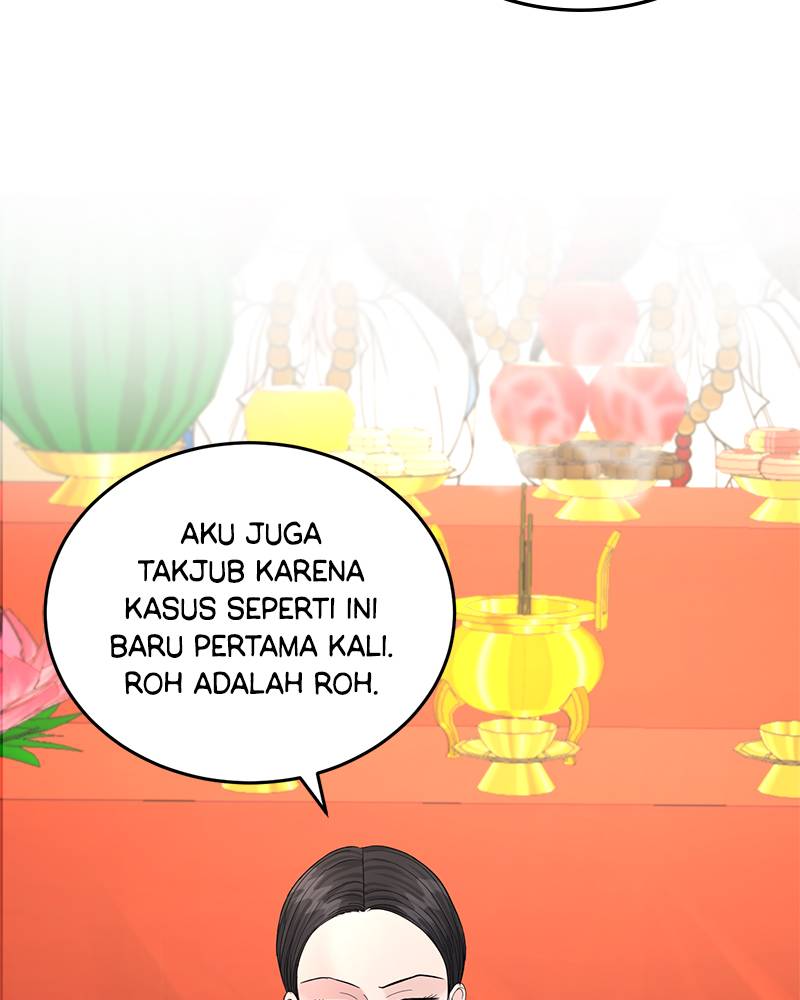 AKU JUGA
TAKJUB KARENA
KASUS SEPERTI INI
BARU PERTAMA KALI.
ROH ADALAH ROH.